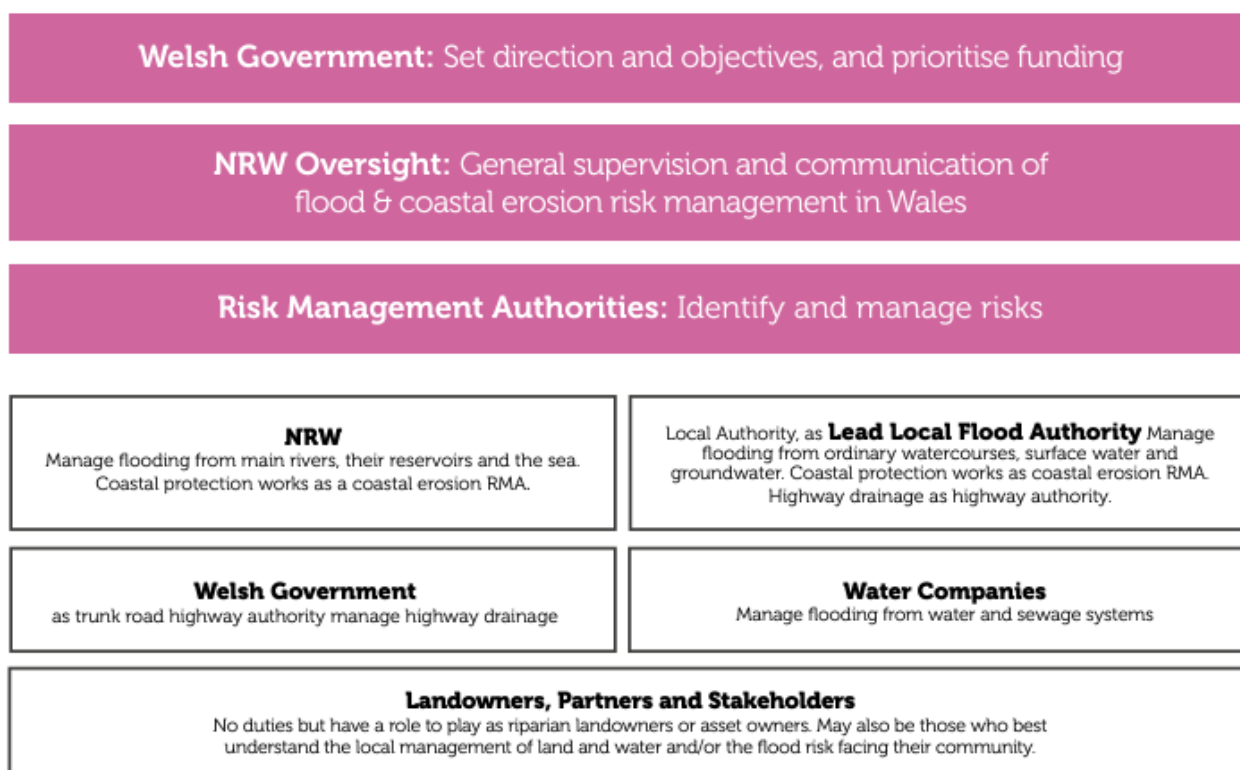 Welsh Government: Set direction and objectives, and prioritise funding
NRW Oversight: General supervision and communication of
flood & coastal erosion risk management in Wales
Risk Management Authorities: Identify and manage risks
NRW
Manage flooding from main rivers, their reservoirs and the sea.
Coastal protection works as a coastal erosion RMA.
Local Authority, as Lead Local Flood Authority Manage
flooding from ordinary watercourses, surface water and
groundwater. Coastal protection works as coastal erosion RMA.
Highway drainage as highway authority.
Welsh Government
as trunk road highway authority manage highway drainage
Water Companies
Manage flooding from water and sewage systems
Landowners, Partners and Stakeholders
No duties but have a role to play as riparian landowners or asset owners. May also be those who best
understand the local management of land and water and/or the flood risk facing their community.